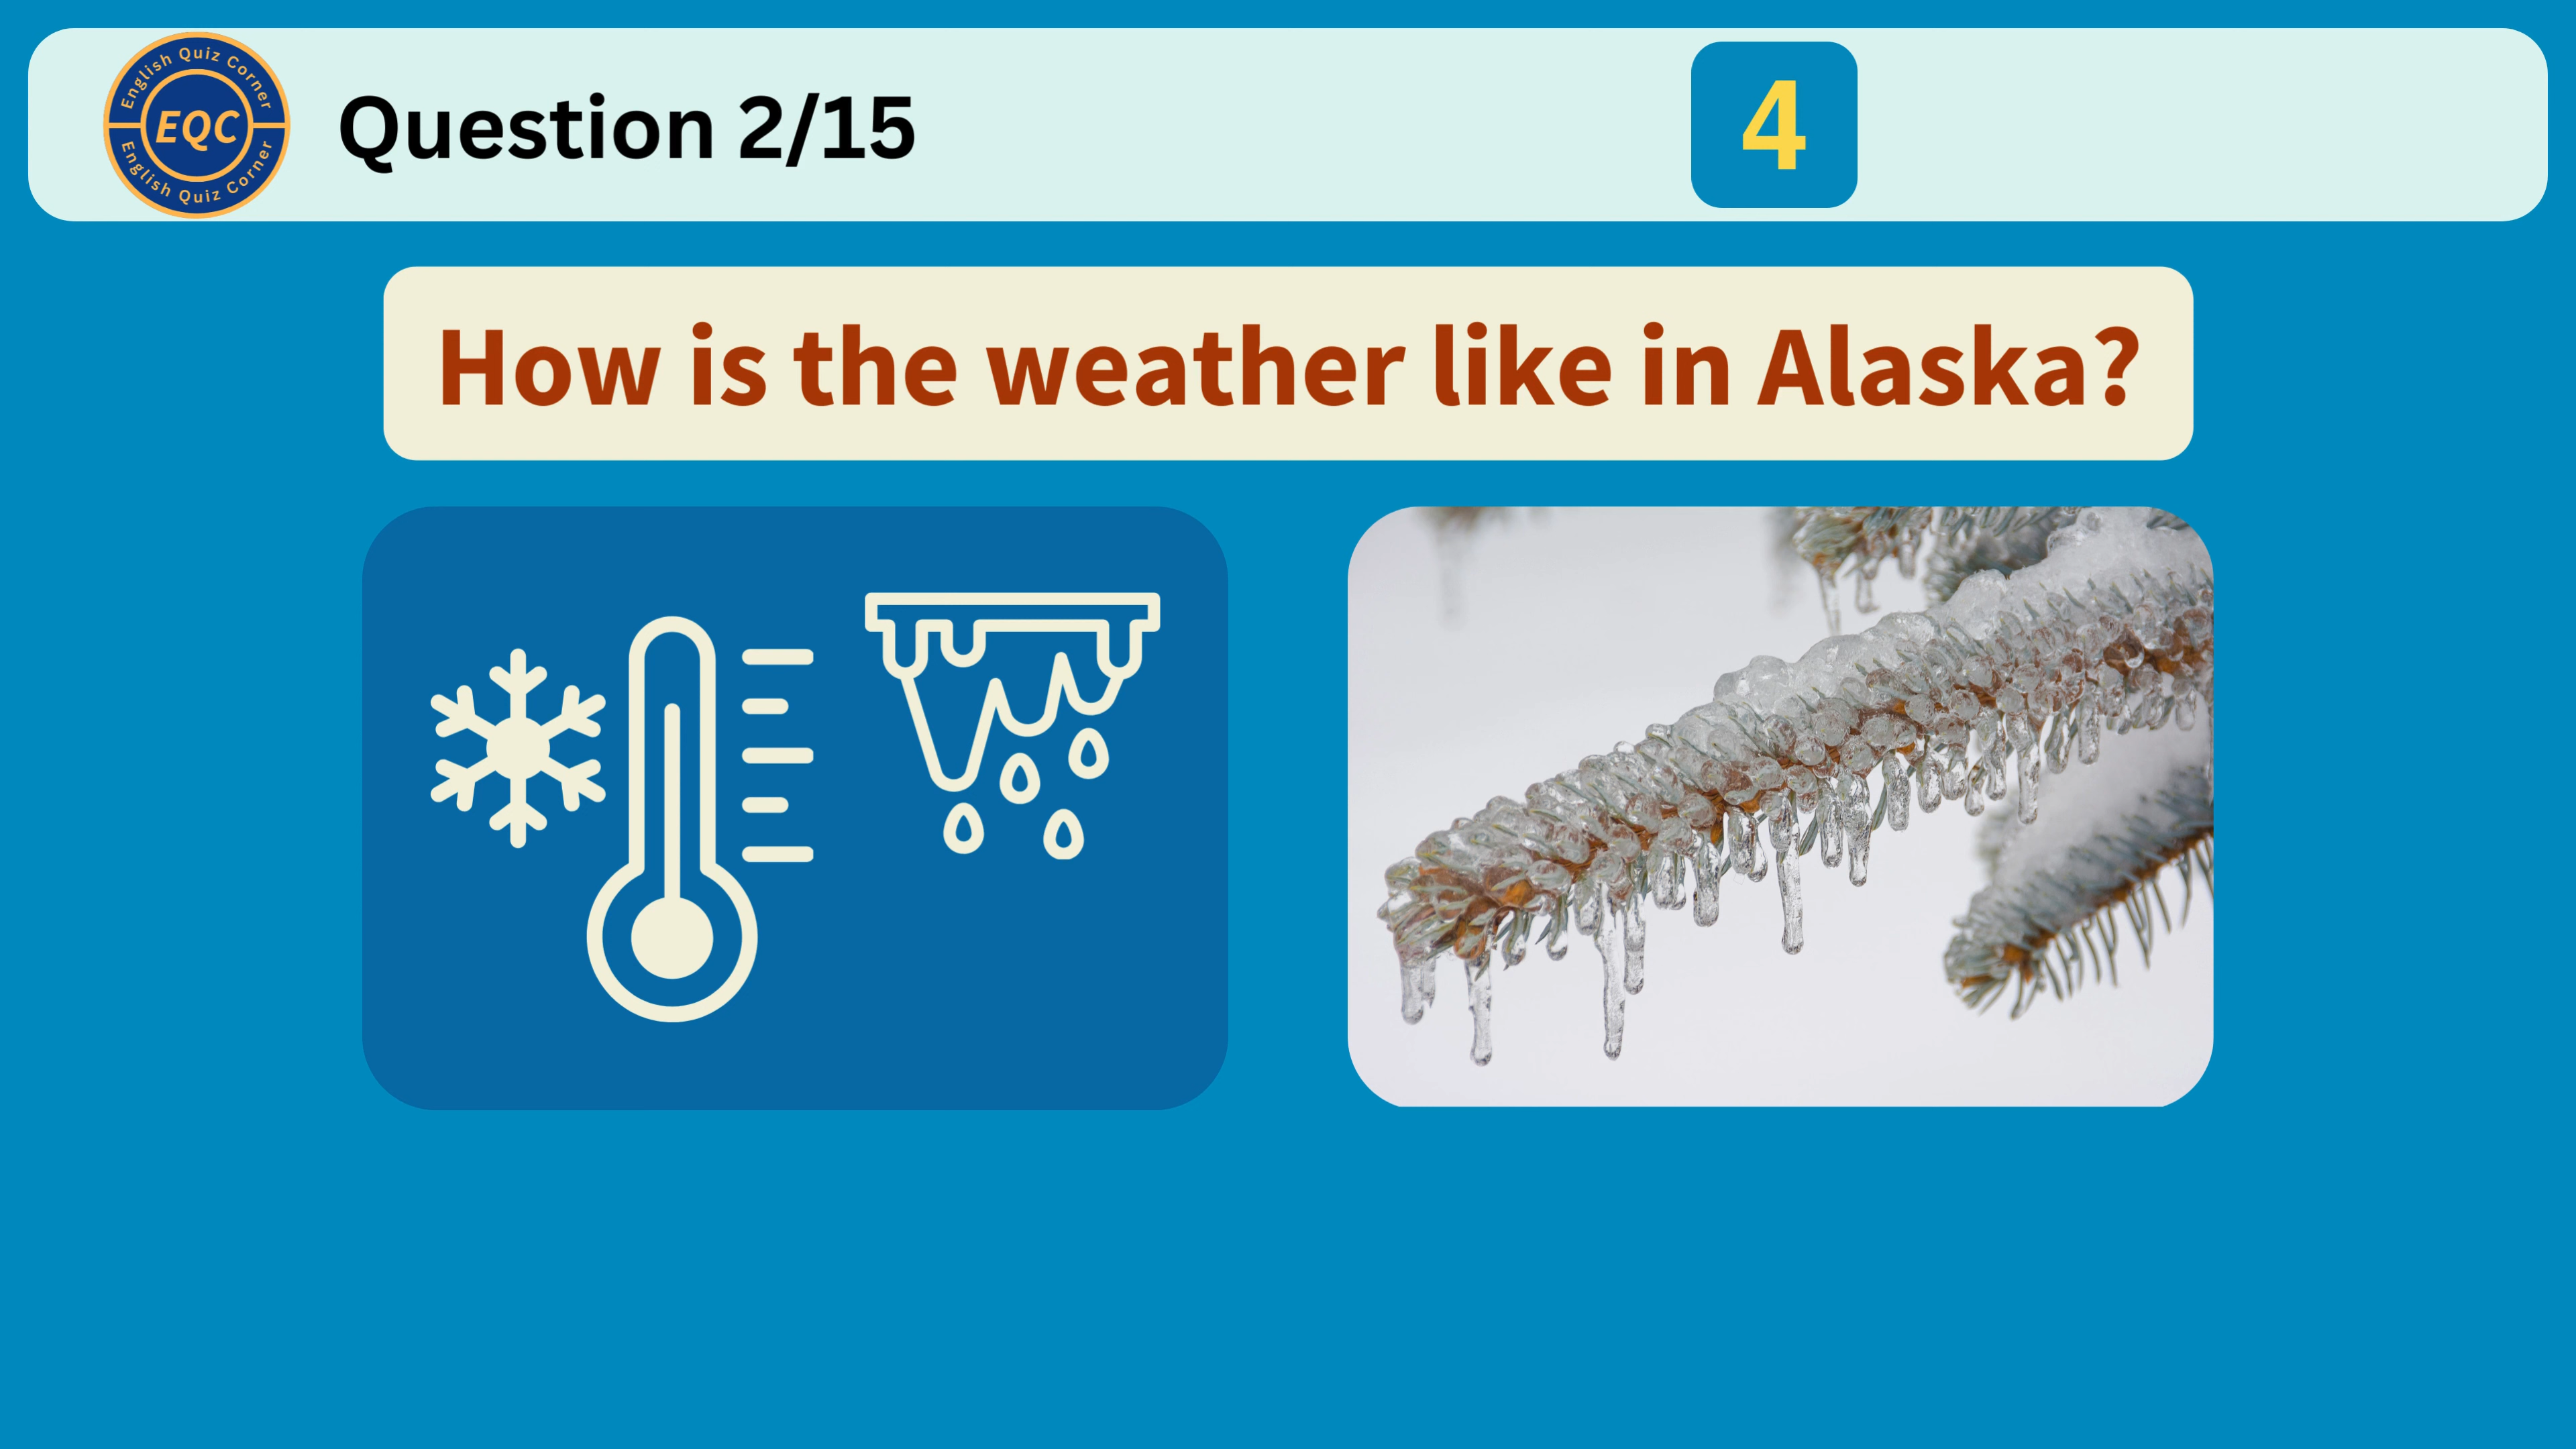 English Quiz Corner
EQC
English Quiz Corner
Question 2/15
4
How is the weather like in Alaska?